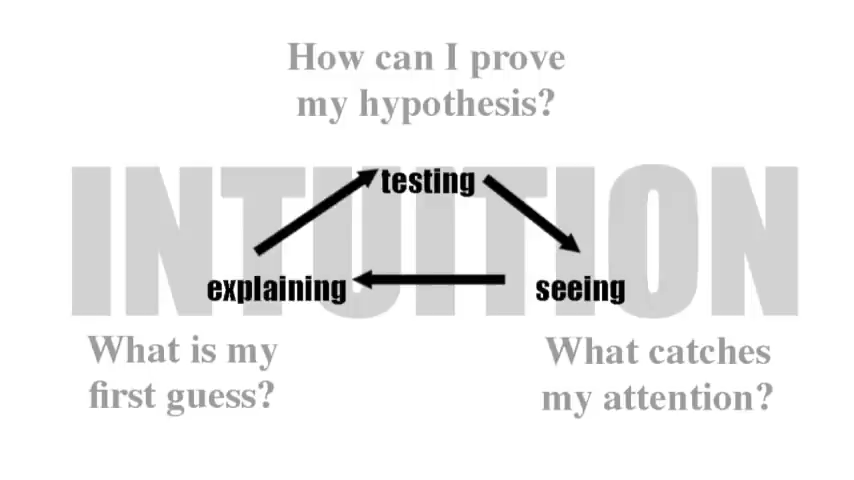 How can I prove
my hypothesis?
INTUITION
testing
explaining
seeing
What is my
first guess?
What catches
my attention?